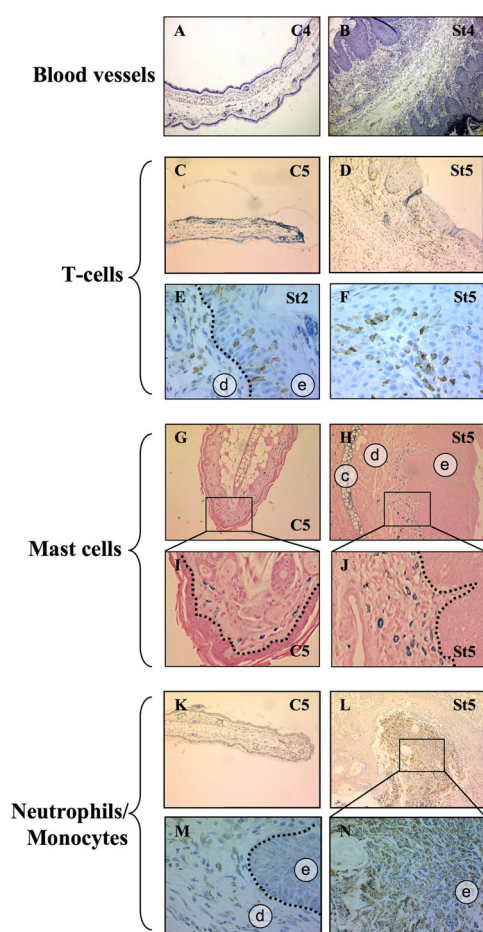 A C4
B St4
Blood vessels
C C5
D St5
T-cells
E St2
d e
F St5
G C5
H St5
c d e
Mast cells
I C5
J St5
K C5
L St5
Neutrophils/
Monocytes
M d e
N e